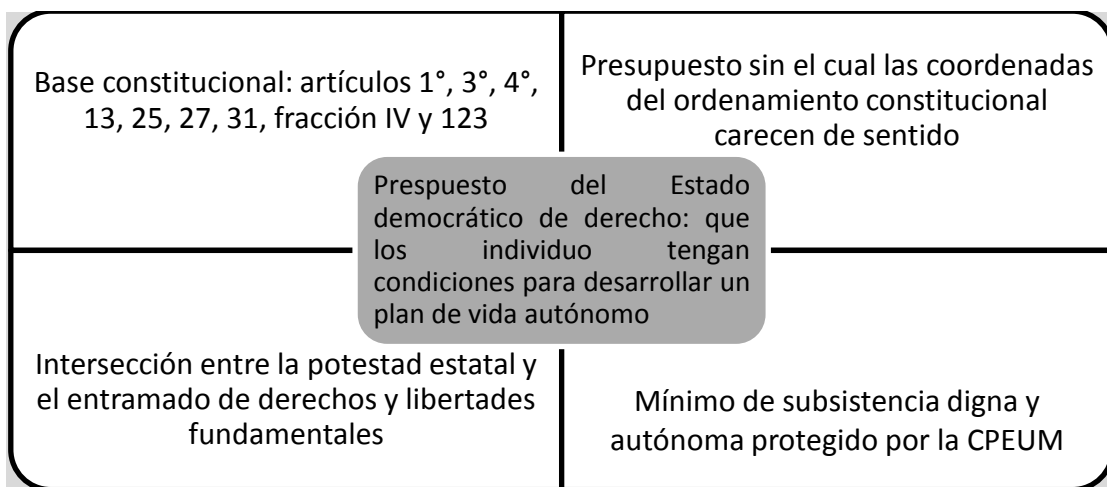 Base constitucional: artículos 1°, 3°, 4°,
13, 25, 27, 31, fracción IV y 123
Presupuesto sin el cual las coordenadas
del ordenamiento constitucional
carecen de sentido
Prespuesto del Estado
democrático de derecho: que
los individuo tengan
condiciones para desarrollar un
plan de vida autónomo
Intersección entre la potestad estatal y
el entramado de derechos y libertades
fundamentales
Mínimo de subsistencia digna y
autónoma protegido por la CPEUM